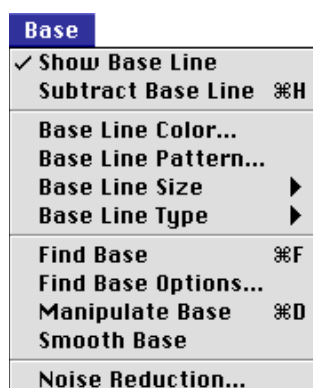 Base
✓ Show Base Line
Subtract Base Line ⌘H
Base Line Color...
Base Line Pattern...
Base Line Size ▶
Base Line Type ▶
Find Base ⌘F
Find Base Options...
Manipulate Base ⌘D
Smooth Base
Noise Reduction...